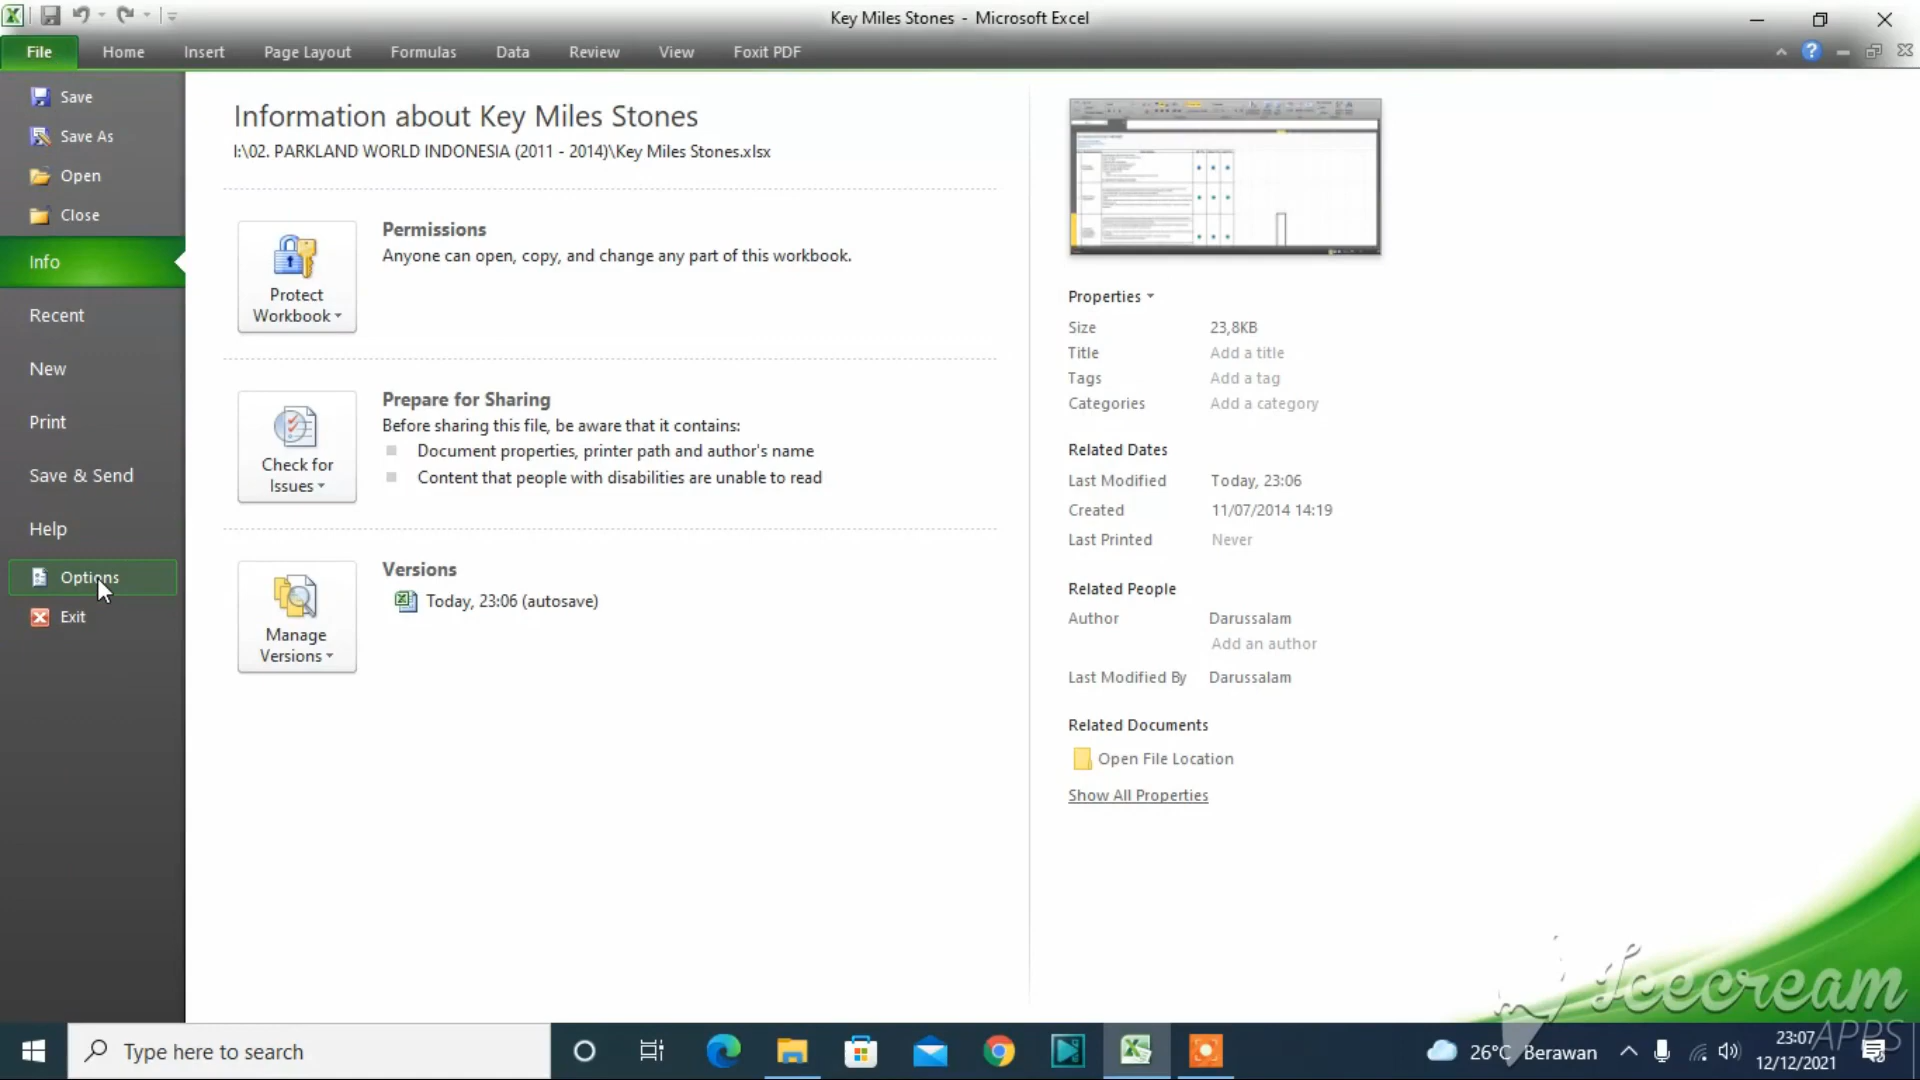 Key Miles Stones - Microsoft Excel
File Home Insert Page Layout Formulas Data Review View Foxit PDF
Save
Save As
Open
Close
Info
Recent
New
Print
Save & Send
Help
Options
Exit
Information about Key Miles Stones
I:\02. PARKLAND WORLD INDONESIA (2011 - 2014)\Key Miles Stones.xlsx
Protect
Workbook
Permissions
Anyone can open, copy, and change any part of this workbook.
Check for
Issues
Prepare for Sharing
Before sharing this file, be aware that it contains:
Document properties, printer path and author's name
Content that people with disabilities are unable to read
Manage
Versions
Versions
Today, 23:06 (autosave)
Properties
Size 23,8KB
Title Add a title
Tags Add a tag
Categories Add a category
Related Dates
Last Modified Today, 23:06
Created 11/07/2014 14:19
Last Printed Never
Related People
Author Darussalam
Add an author
Last Modified By Darussalam
Related Documents
Open File Location
Show All Properties
Icecream
APPS
Type here to search
26°C Berawan
23:07
12/12/2021